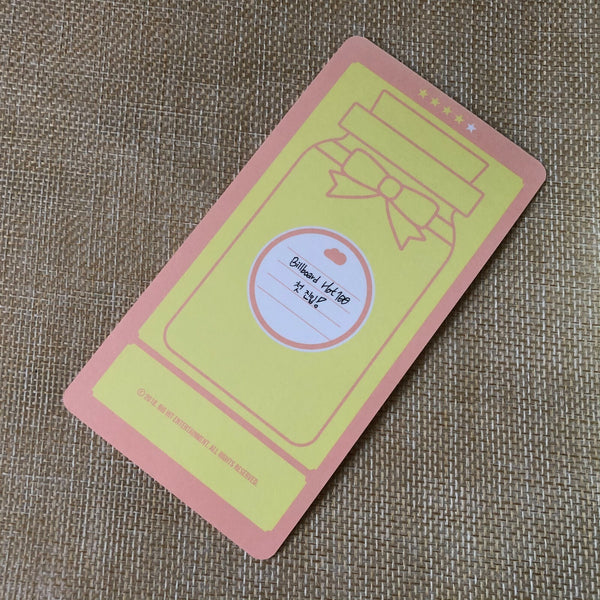 Billboard Hot 100
첫 진입!
© 2018. BIG HIT ENTERTAINMENT. ALL RIGHTS RESERVED.